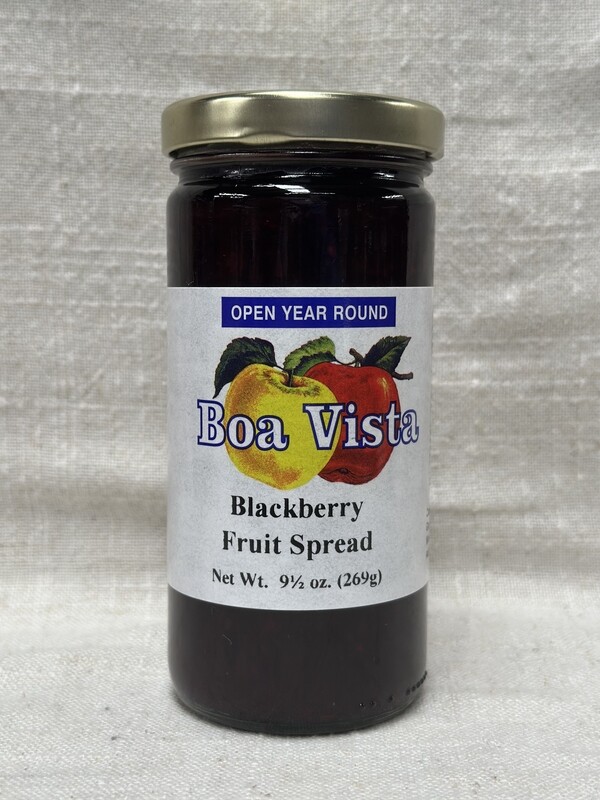 OPEN YEAR ROUND
Boa Vista
Blackberry
Fruit Spread
Net Wt. 9½ oz. (269g)